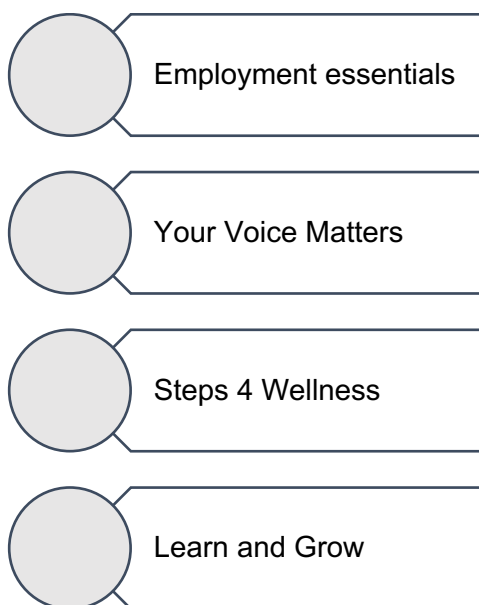 Employment essentials
Your Voice Matters
Steps 4 Wellness
Learn and Grow